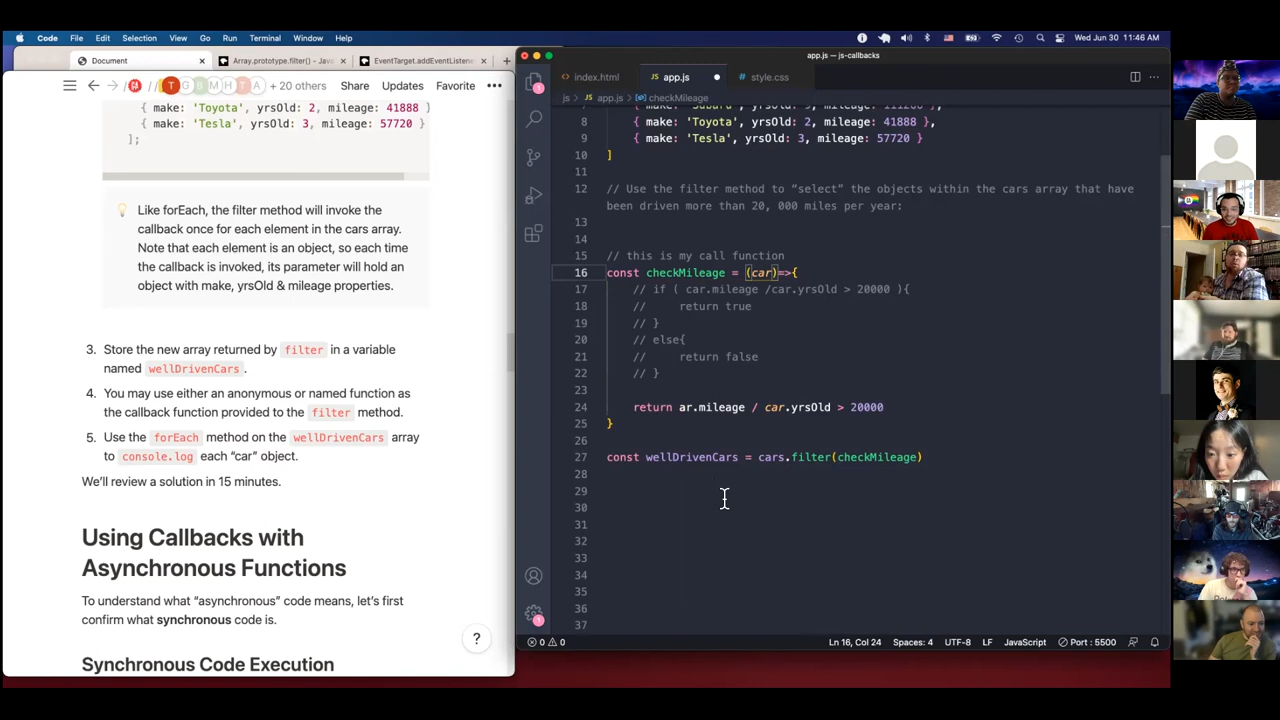 Code File Edit Selection View Go Run Terminal Window Help
Wed Jun 30 11:46 AM
Document
Array.prototype.filter() - Java
EventTarget.addEventListene
T B M H T A + 20 others Share Updates Favorite
{ make: 'Toyota', yrsOld: 2, mileage: 41888 }
{ make: 'Tesla', yrsOld: 3, mileage: 57720 }
];
Like forEach, the filter method will invoke the
callback once for each element in the cars array.
Note that each element is an object, so each time
the callback is invoked, its parameter will hold an
object with make, yrsOld & mileage properties.
3. Store the new array returned by filter in a variable
named wellDrivenCars.
4. You may use either an anonymous or named function as
the callback function provided to the filter method.
5. Use the forEach method on the wellDrivenCars array
to console.log each “car” object.
We’ll review a solution in 15 minutes.
Using Callbacks with
Asynchronous Functions
To understand what “asynchronous” code means, let’s first
confirm what synchronous code is.
Synchronous Code Execution
?
app.js — js-callbacks
index.html app.js style.css
js > app.js > checkMileage
8 { make: 'Toyota', yrsOld: 2, mileage: 41888 },
9 { make: 'Tesla', yrsOld: 3, mileage: 57720 }
10 ]
11
12 // Use the filter method to “select” the objects within the cars array that have
been driven more than 20, 000 miles per year:
13
14
15 // this is my call function
16 const checkMileage = (car)=>{
17 // if ( car.mileage /car.yrsOld > 20000 ){
18 //     return true
19 // }
20 // else{
21 //     return false
22 // }
23
24 return ar.mileage / car.yrsOld > 20000
25 }
26
27 const wellDrivenCars = cars.filter(checkMileage)
28
29
30
31
32
33
34
35
36
37
0 0 Ln 16, Col 24 Spaces: 4 UTF-8 LF JavaScript Port : 5500